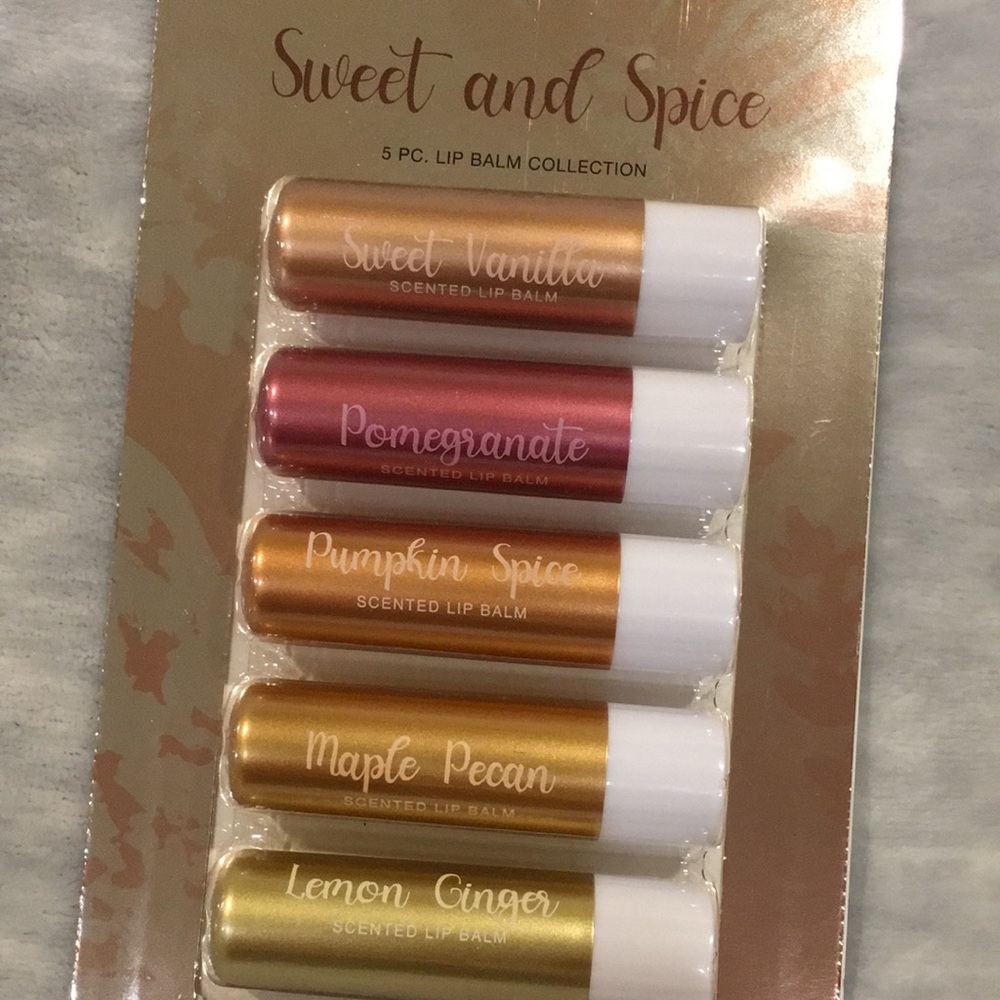 Sweet and Spice
5 PC. LIP BALM COLLECTION
Sweet Vanilla
SCENTED LIP BALM
Pomegranate
SCENTED LIP BALM
Pumpkin Spice
SCENTED LIP BALM
Maple Pecan
SCENTED LIP BALM
Lemon Ginger
SCENTED LIP BALM